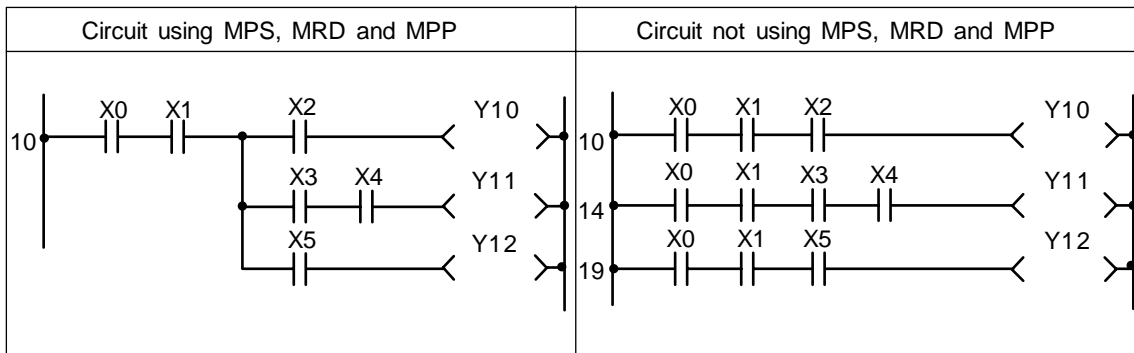 Circuit using MPS, MRD and MPP
Circuit not using MPS, MRD and MPP
X0 X1 X2 Y10
10
X3 X4 Y11
X5 Y12
X0 X1 X2 Y10
10
X0 X1 X3 X4 Y11
14
X0 X1 X5 Y12
19